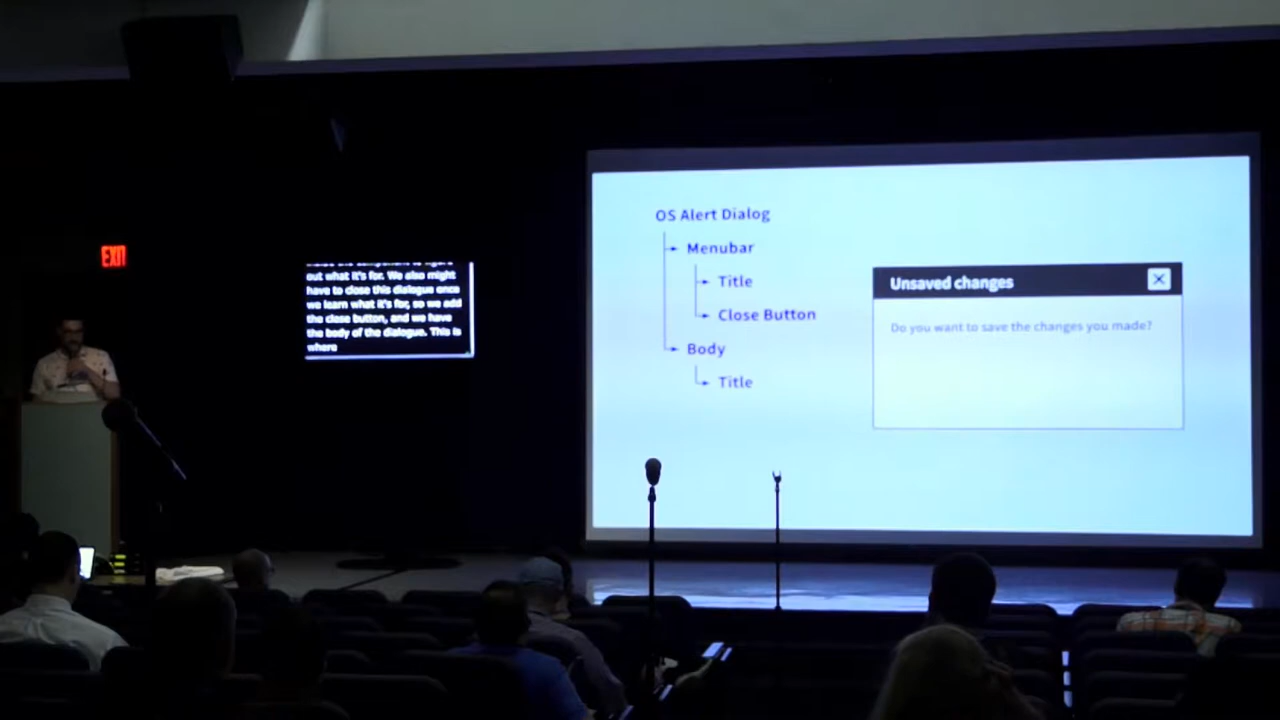 EXIT
out what it's for. We also might
have to close this dialogue once
we learn what it's for, so we add
the close button, and we have
the body of the dialogue. This is
where
OS Alert Dialog
Menubar
Title
Close Button
Body
Title
Unsaved changes
Do you want to save the changes you made?